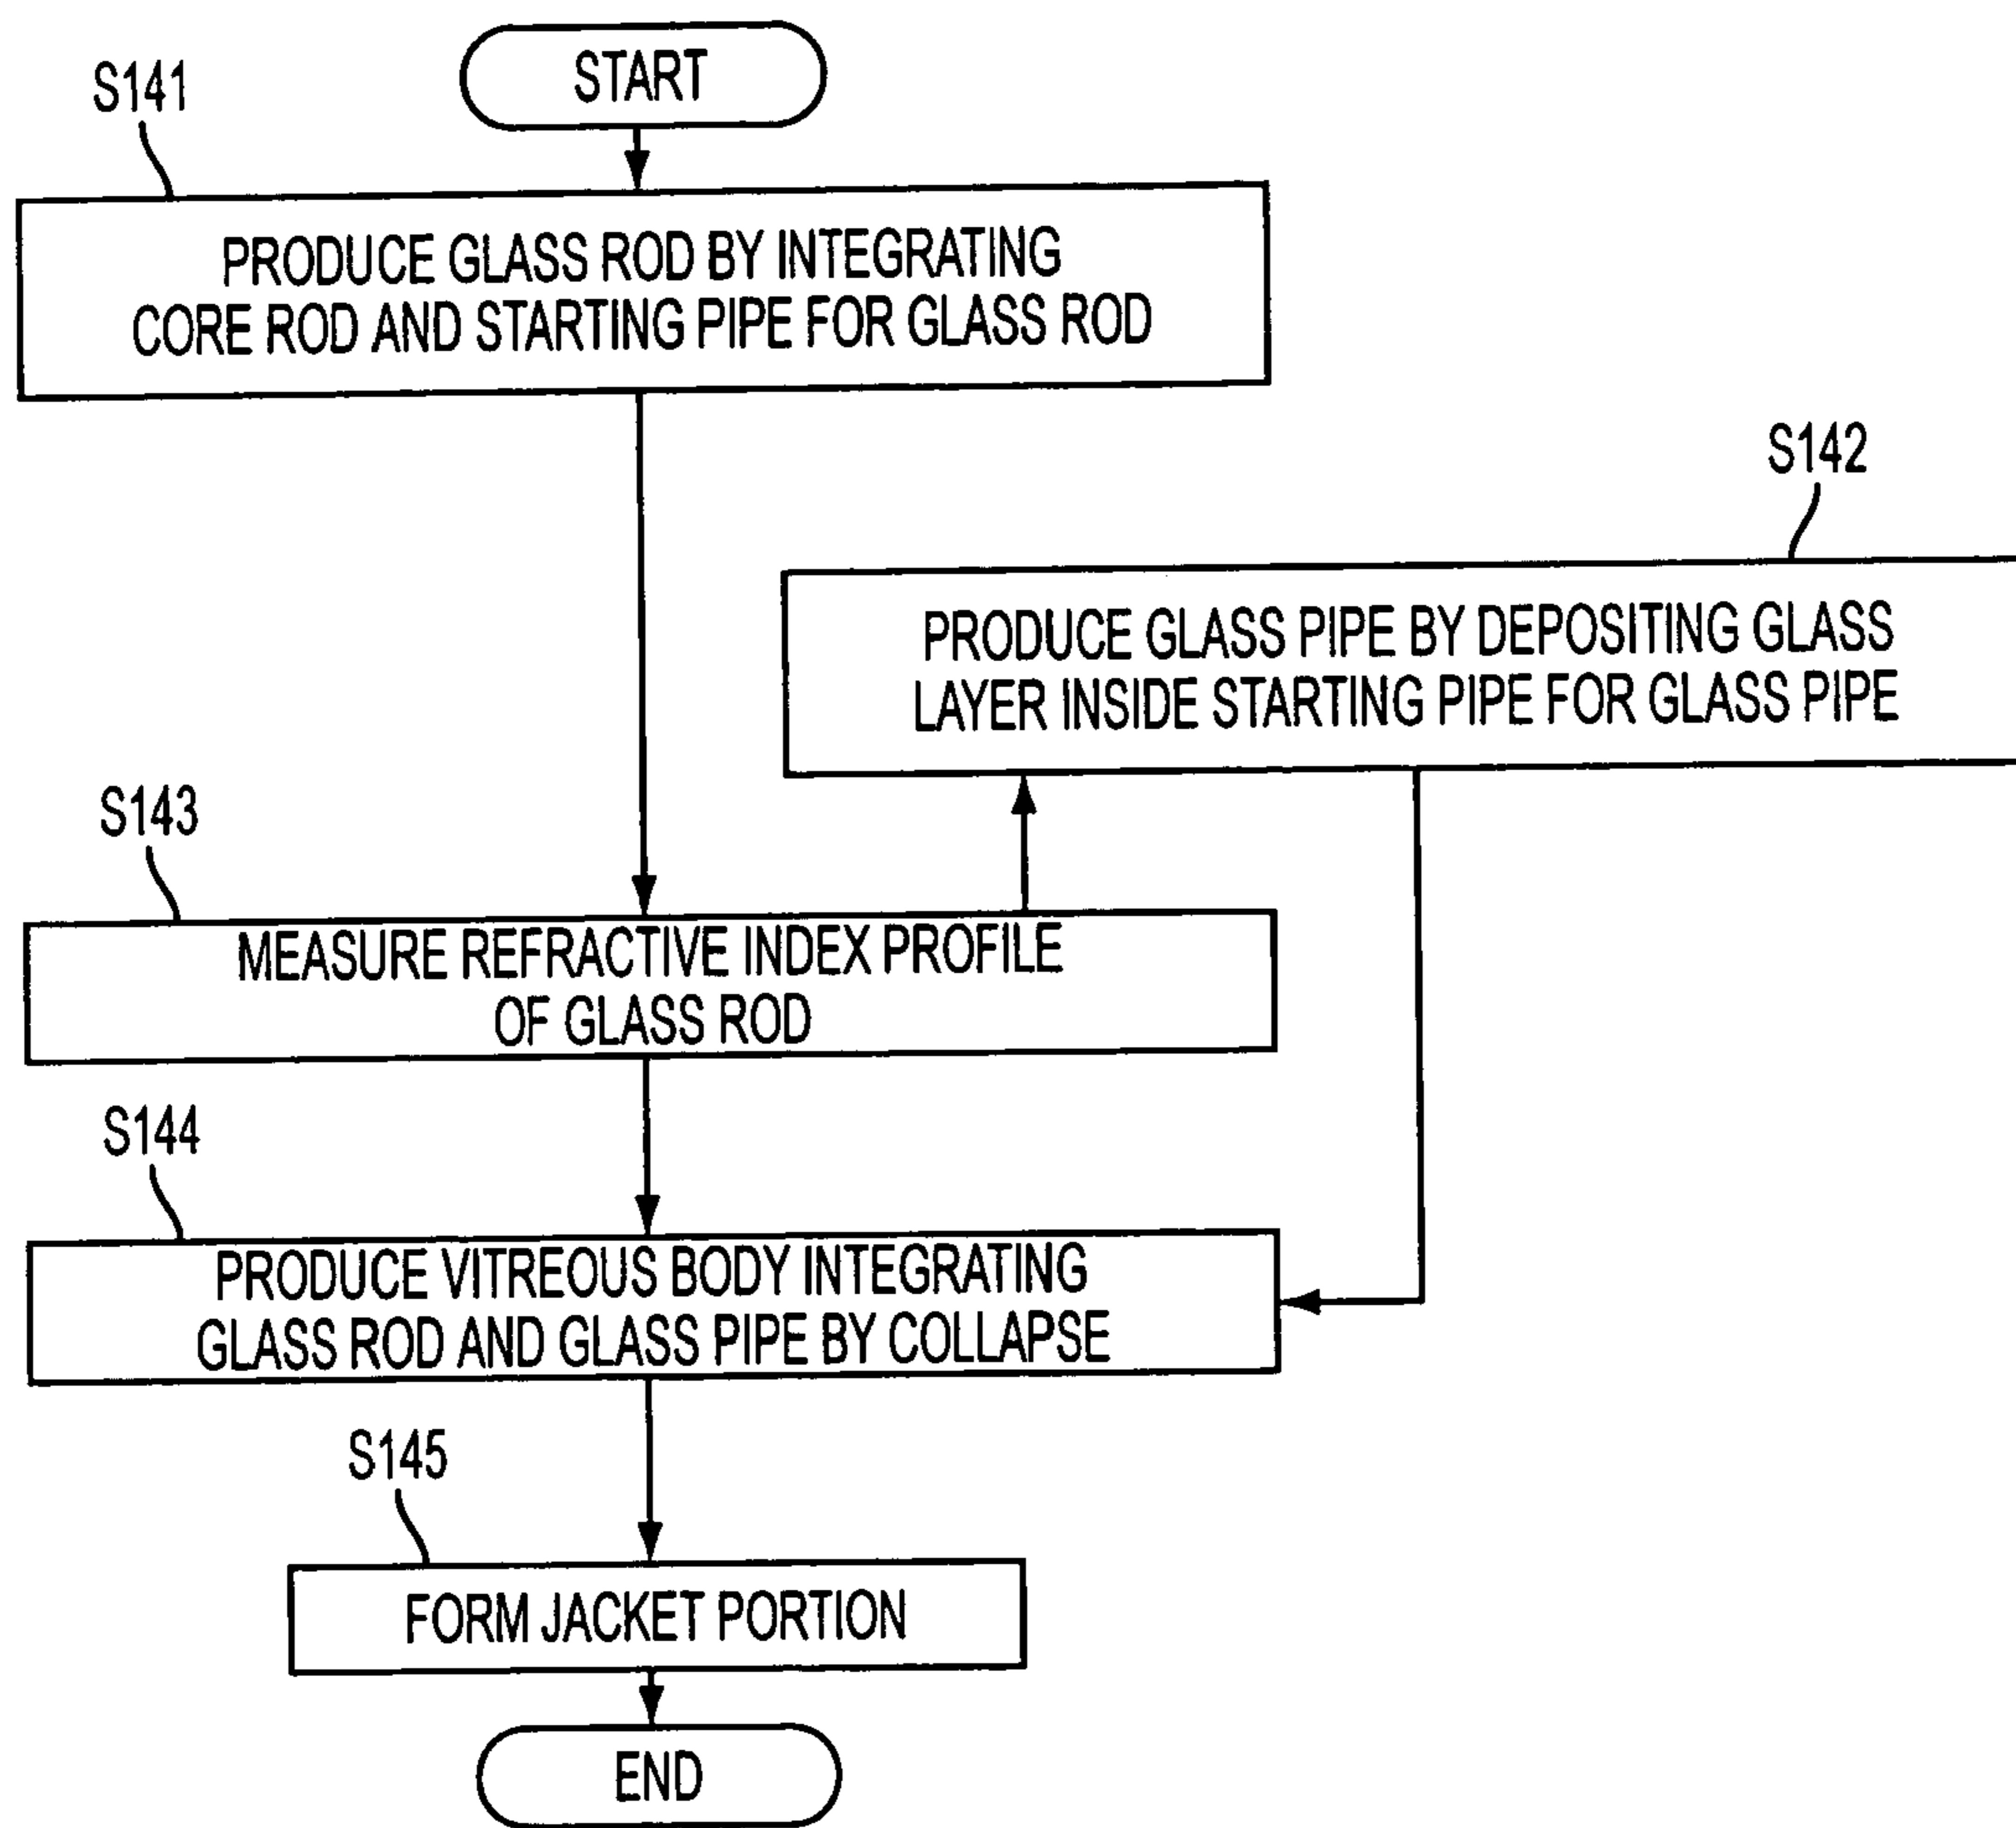 START
S141
PRODUCE GLASS ROD BY INTEGRATING
CORE ROD AND STARTING PIPE FOR GLASS ROD
S142
PRODUCE GLASS PIPE BY DEPOSITING GLASS
LAYER INSIDE STARTING PIPE FOR GLASS PIPE
S143
MEASURE REFRACTIVE INDEX PROFILE
OF GLASS ROD
S144
PRODUCE VITREOUS BODY INTEGRATING
GLASS ROD AND GLASS PIPE BY COLLAPSE
S145
FORM JACKET PORTION
END